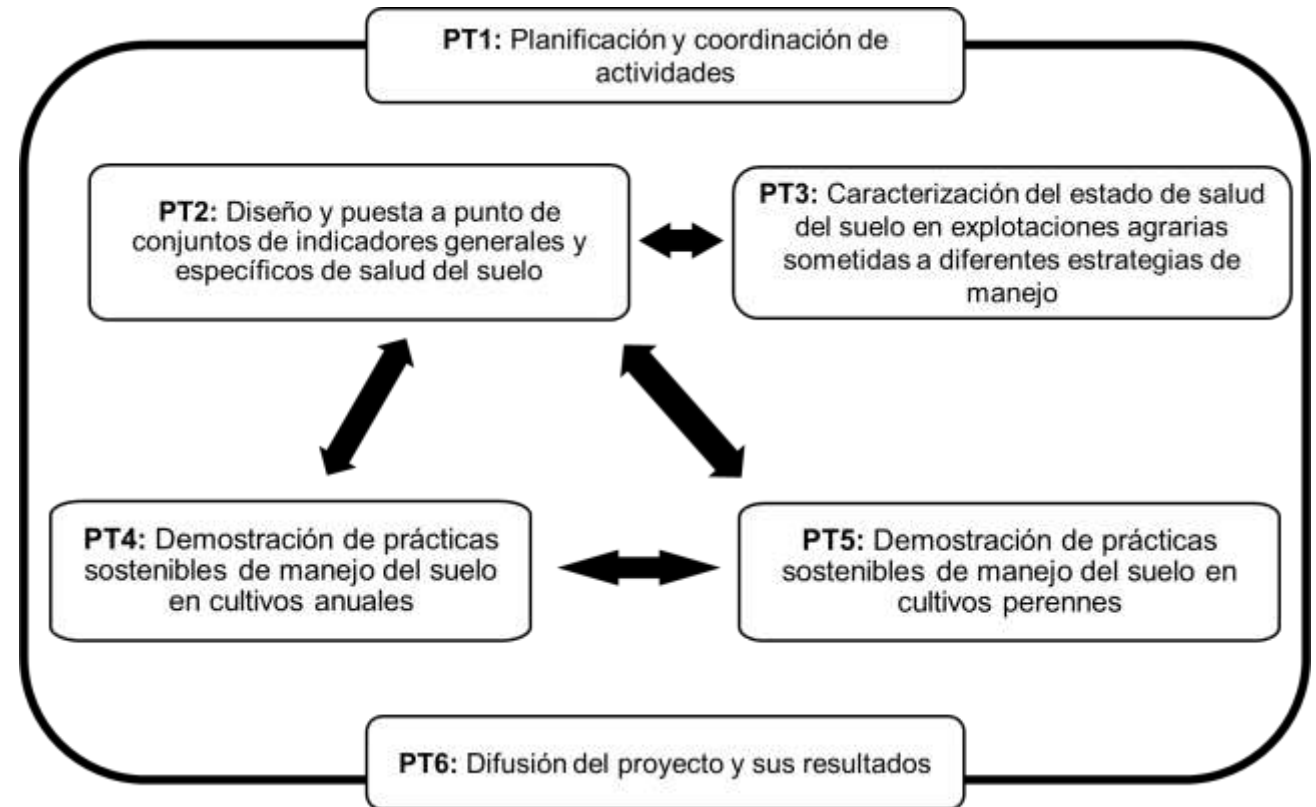 PT1: Planificación y coordinación de
actividades
PT2: Diseño y puesta a punto de
conjuntos de indicadores generales y
específicos de salud del suelo
PT3: Caracterización del estado de salud
del suelo en explotaciones agrarias
sometidas a diferentes estrategias de
manejo
PT4: Demostración de prácticas
sostenibles de manejo del suelo
en cultivos anuales
PT5: Demostración de prácticas
sostenibles de manejo del suelo en
cultivos perennes
PT6: Difusión del proyecto y sus resultados